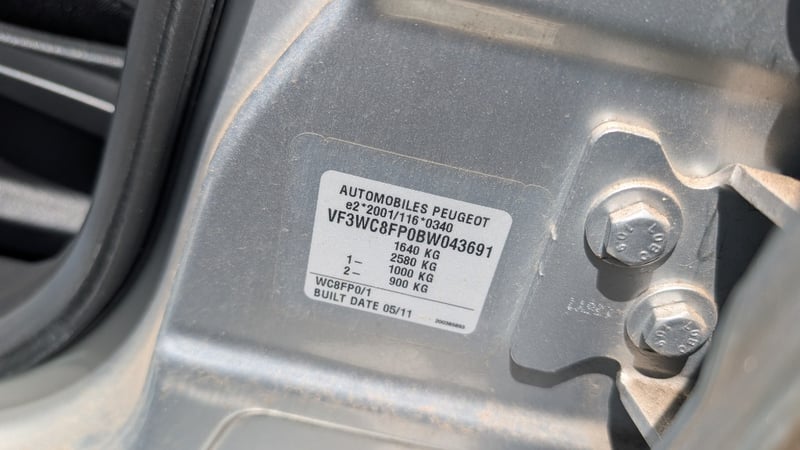 AUTOMOBILES PEUGEOT
e2*2001/116*0340
VF3WC8FP0BW043691
1640 KG
2580 KG
1- 1000 KG
2- 900 KG
WC8FP0/1
BUILT DATE 05/11